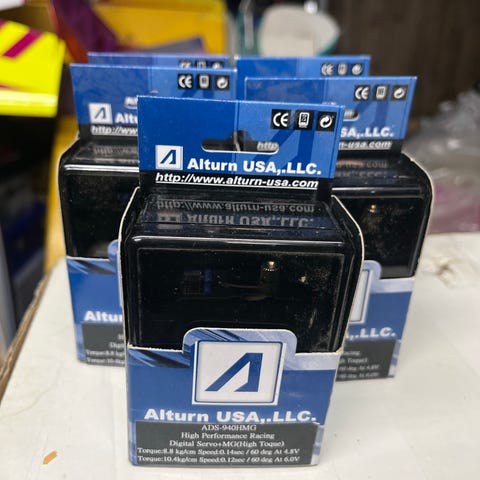 Alturn USA,.LLC.
http://www.alturn-usa.com
Alturn USA,.LLC.
ADS-940HMG
High Performance Racing
Digital Servo+MG(High Toque)
Torque:8.8 kg/cm Speed:0.14sec / 60 deg At 4.8V
Torque:10.4kg/cm Speed:0.12sec / 60 deg At 6.0V